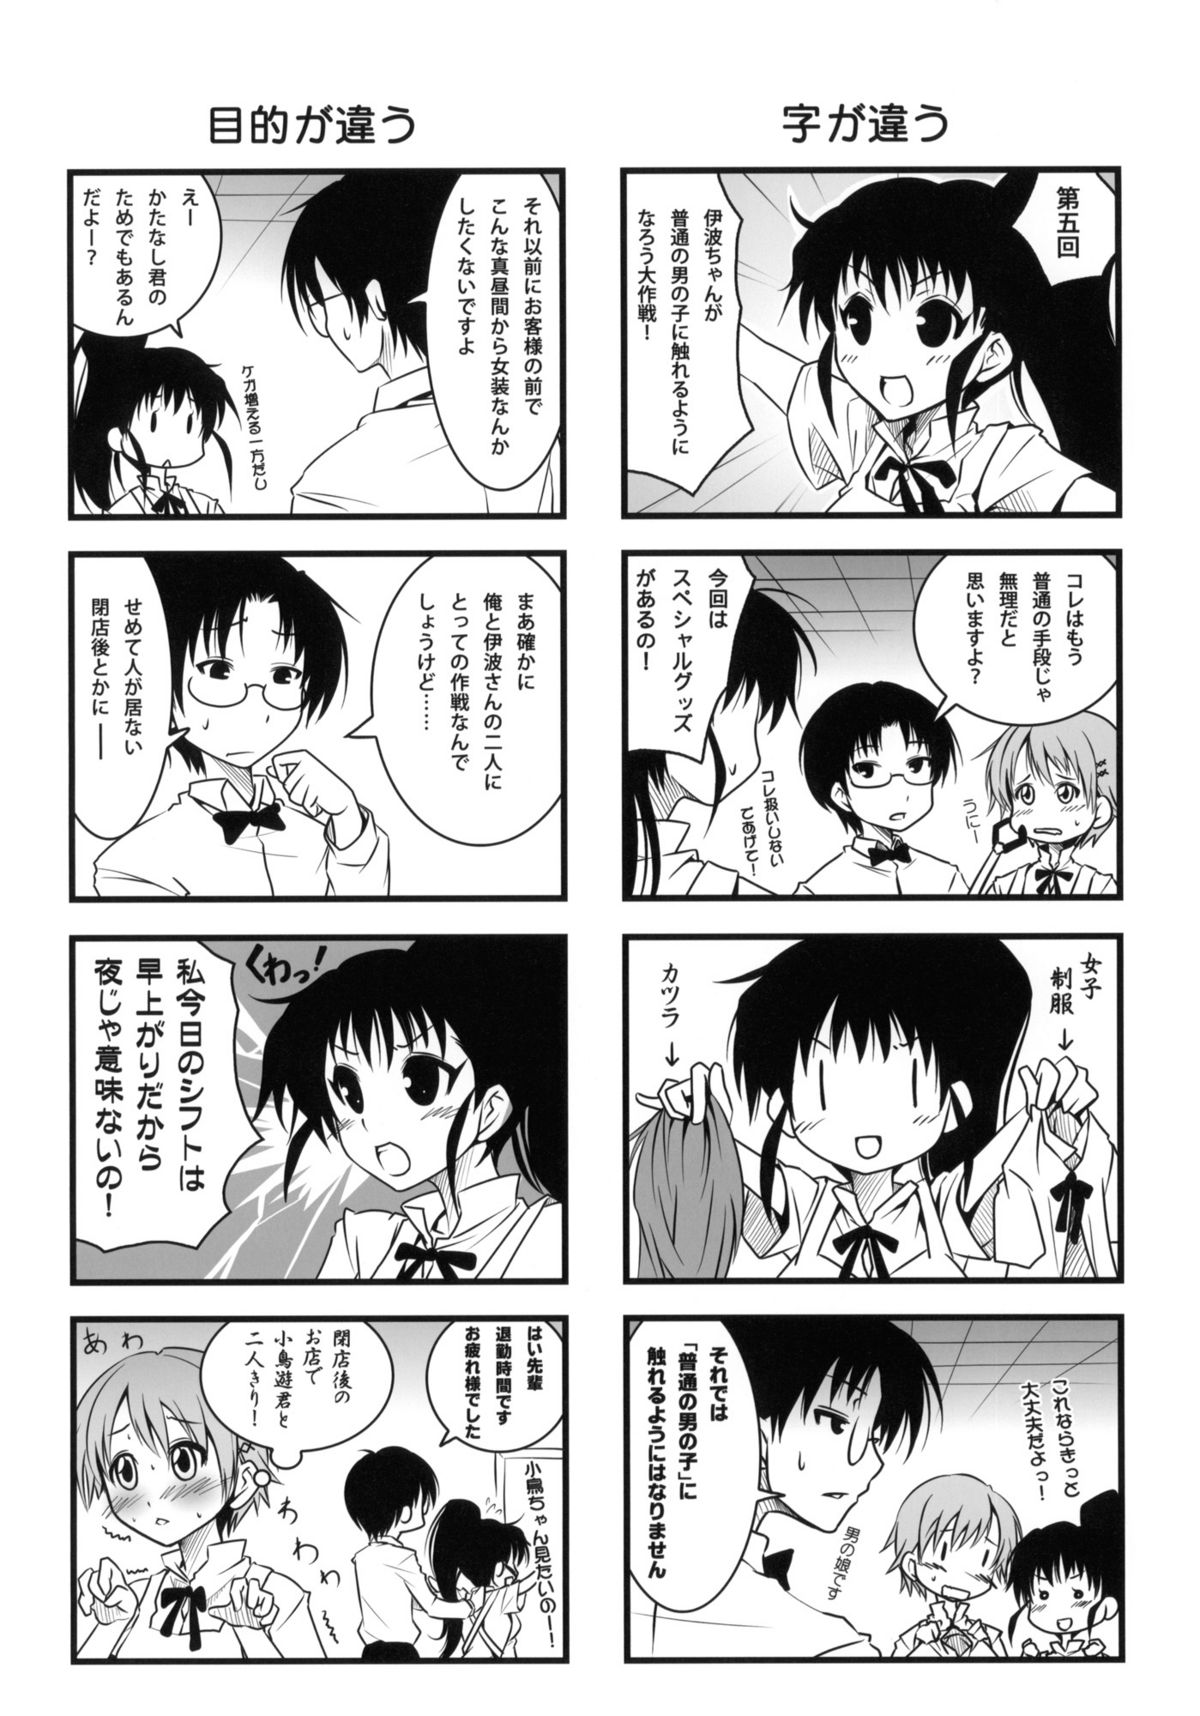 字が違う
第五回
伊波ちゃんが
普通の男の子に触れるように
なろう大作戦!
コレはもう
普通の手段じゃ
無理だと
思いますよ?
うにー
今回は
スペシャルグッズ
があるの!
コレ扱いしない
であげて!
女子
制服→
カツラ→
これならきっと
大丈夫だよっ!
それでは
「普通の男の子」に
触れるようにはなりません
男の娘です
目的が違う
それ以前にお客様の前で
こんな真昼間から女装なんか
したくないですよ
えー
かたなし君の
ためでもあるん
だよー?
ケガ増える一方だし
まあ確かに
俺と伊波さんの二人に
とっての作戦なんで
しょうけど……
せめて人が居ない
閉店後とかに──
くわっ!
私今日のシフトは
早上がりだから
夜じゃ意味ないの!
はい先輩
退勤時間です
お疲れ様でした
小鳥ちゃん見たいのー!!
閉店後の
お店で
小鳥遊君と
二人きり!
あわ
わわわ